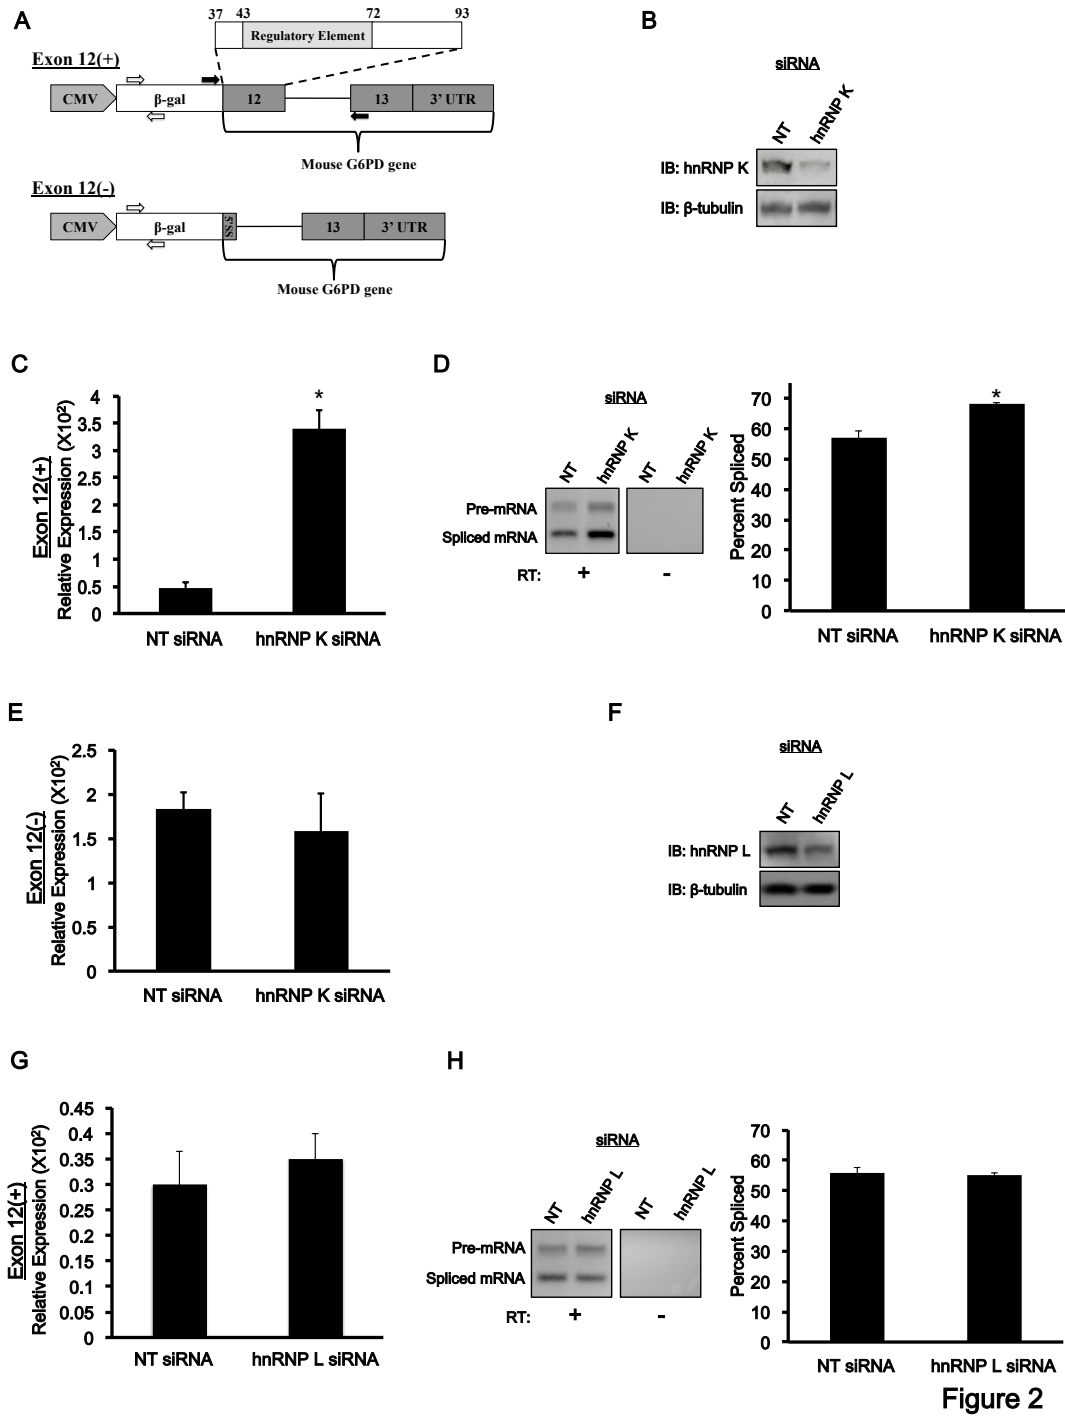 A
37 43 72 93
Regulatory Element
Exon 12(+)
CMV β-gal 12 13 3' UTR
Mouse G6PD gene
Exon 12(-)
CMV β-gal 5'SS 13 3' UTR
Mouse G6PD gene
B
siRNA
NT hnRNP K
IB: hnRNP K
IB: β-tubulin
C
Exon 12(+)
Relative Expression (X10²)
4
3.5
3
2.5
2
1.5
1
0.5
0
*
NT siRNA hnRNP K siRNA
D
siRNA
NT hnRNP K NT hnRNP K
Pre-mRNA
Spliced mRNA
RT: + -
Percent Spliced
70
60
50
40
30
20
10
0
*
NT siRNA hnRNP K siRNA
E
Exon 12(-)
Relative Expression (X10²)
2.5
2
1.5
1
0.5
0
NT siRNA hnRNP K siRNA
F
siRNA
NT hnRNP L
IB: hnRNP L
IB: β-tubulin
G
Exon 12(+)
Relative Expression (X10²)
0.45
0.4
0.35
0.3
0.25
0.2
0.15
0.1
0.05
0
NT siRNA hnRNP L siRNA
H
siRNA
NT hnRNP L NT hnRNP L
Pre-mRNA
Spliced mRNA
RT: + -
Percent Spliced
70
60
50
40
30
20
10
0
NT siRNA hnRNP L siRNA
Figure 2